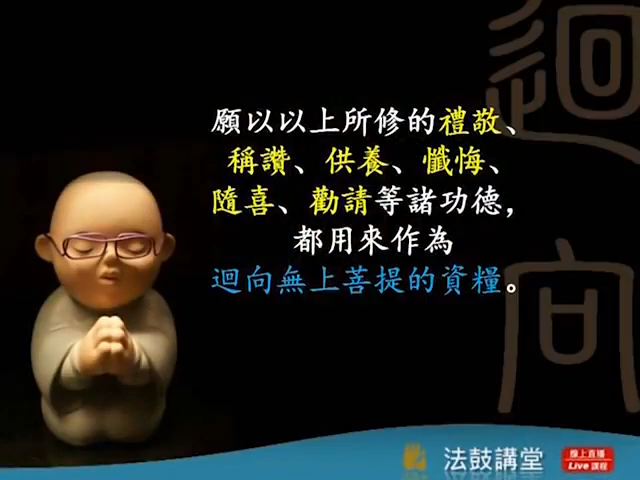 願以以上所修的禮敬、
稱讚、供養、懺悔、
隨喜、勸請等諸功德,
都用來作為
迴向無上菩提的資糧。
迴向
法鼓講堂
線上直播
Live 課程